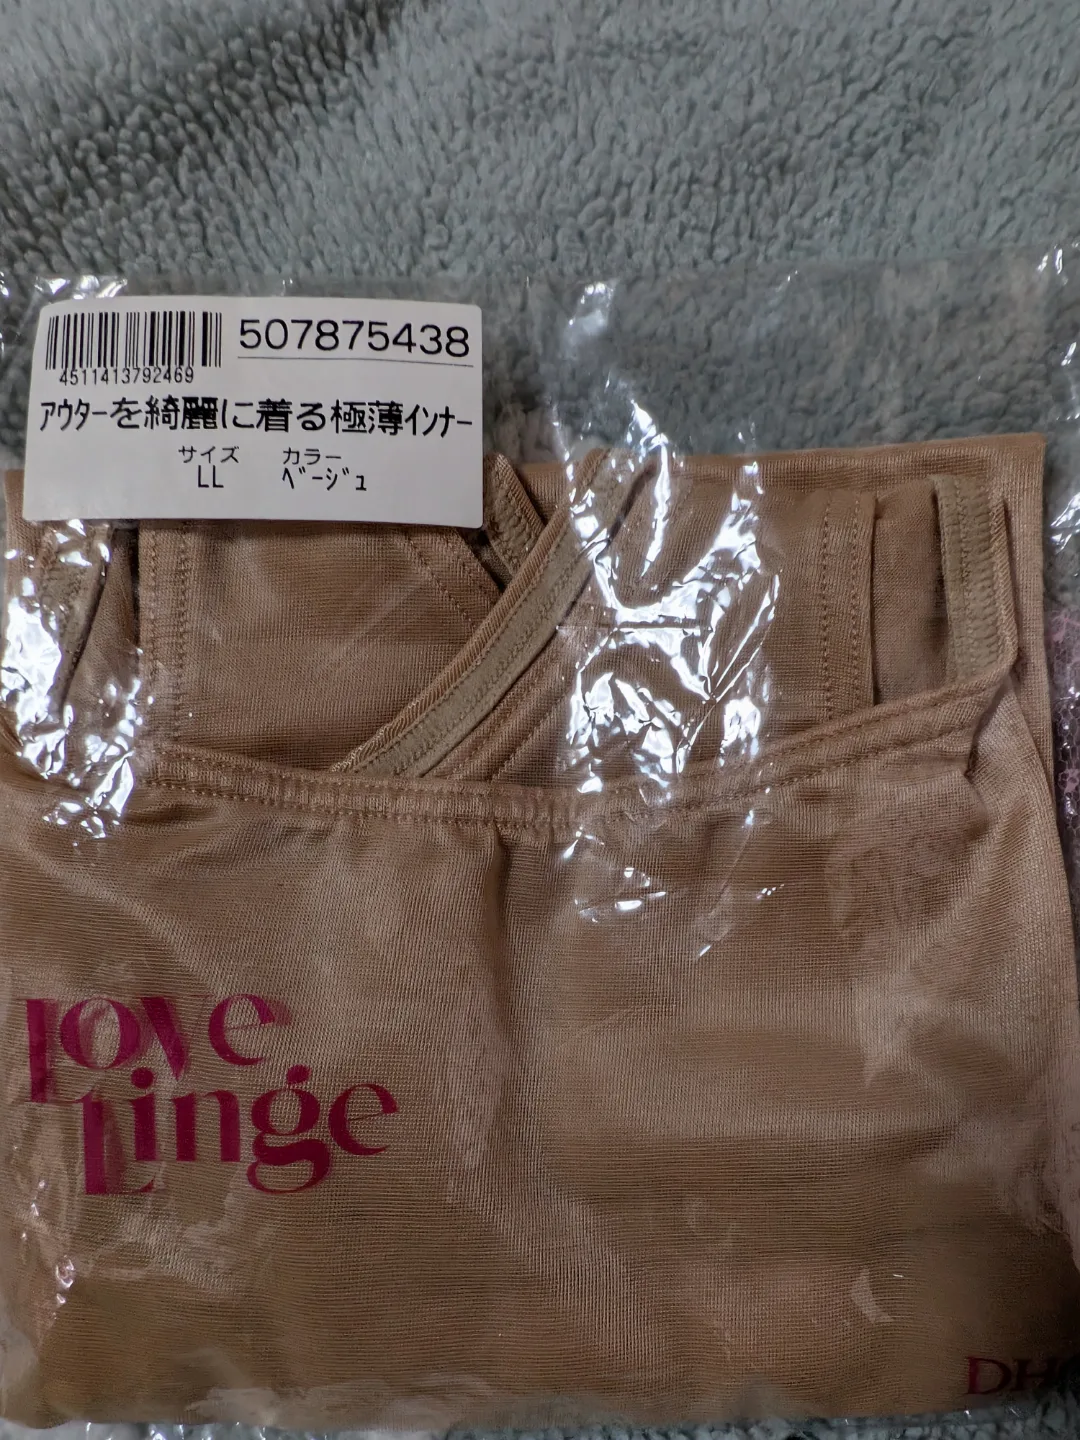 507875438
4511413792469
アウターを綺麗に着る極薄インナー
サイズ カラー
LL ベージュ
Love
Linge
DHC